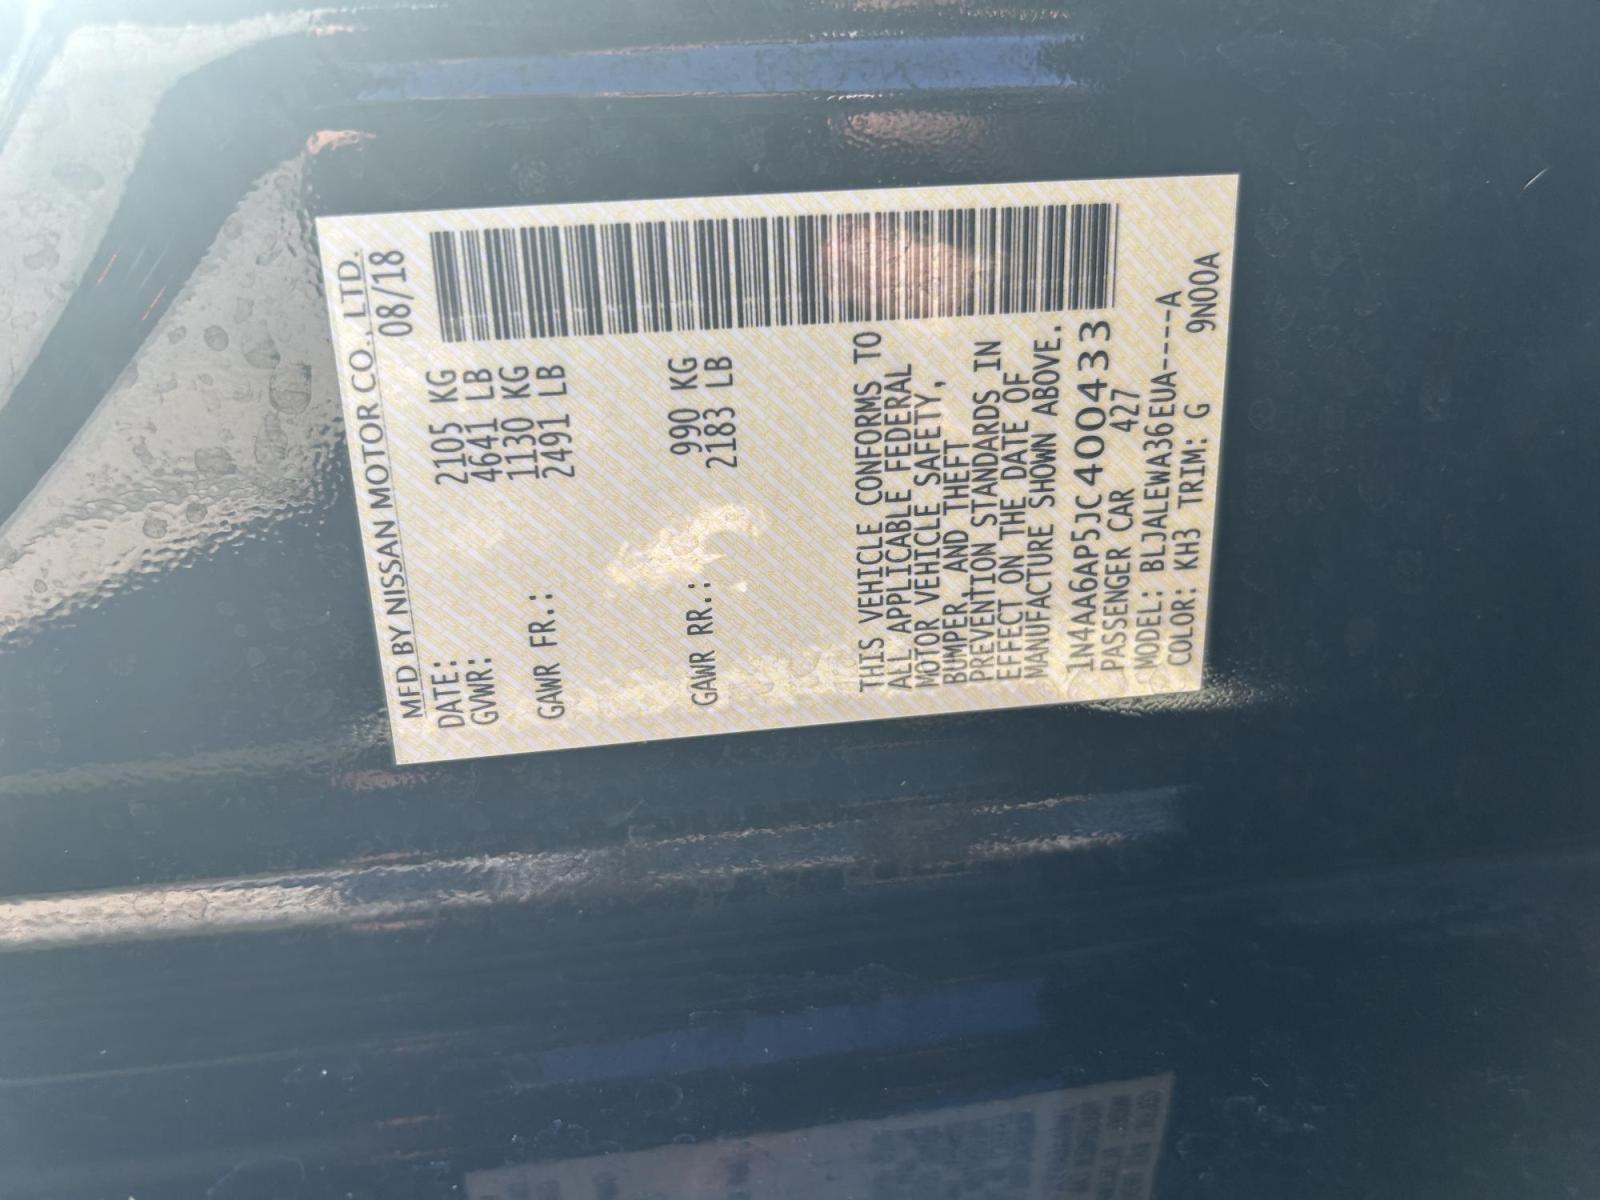 MFD BY NISSAN MOTOR CO., LTD.
DATE: 08/18
GVWR: 2105 KG
4641 LB
GAWR FR.: 1130 KG
2491 LB
GAWR RR.: 990 KG
2183 LB
THIS VEHICLE CONFORMS TO
ALL APPLICABLE FEDERAL
MOTOR VEHICLE SAFETY,
BUMPER, AND THEFT
PREVENTION STANDARDS IN
EFFECT ON THE DATE OF
MANUFACTURE SHOWN ABOVE.
1N4AA6AP5JC400433
PASSENGER CAR 427
MODEL: BLJALEWA36EUA----A
COLOR: KH3 TRIM: G 9N00A